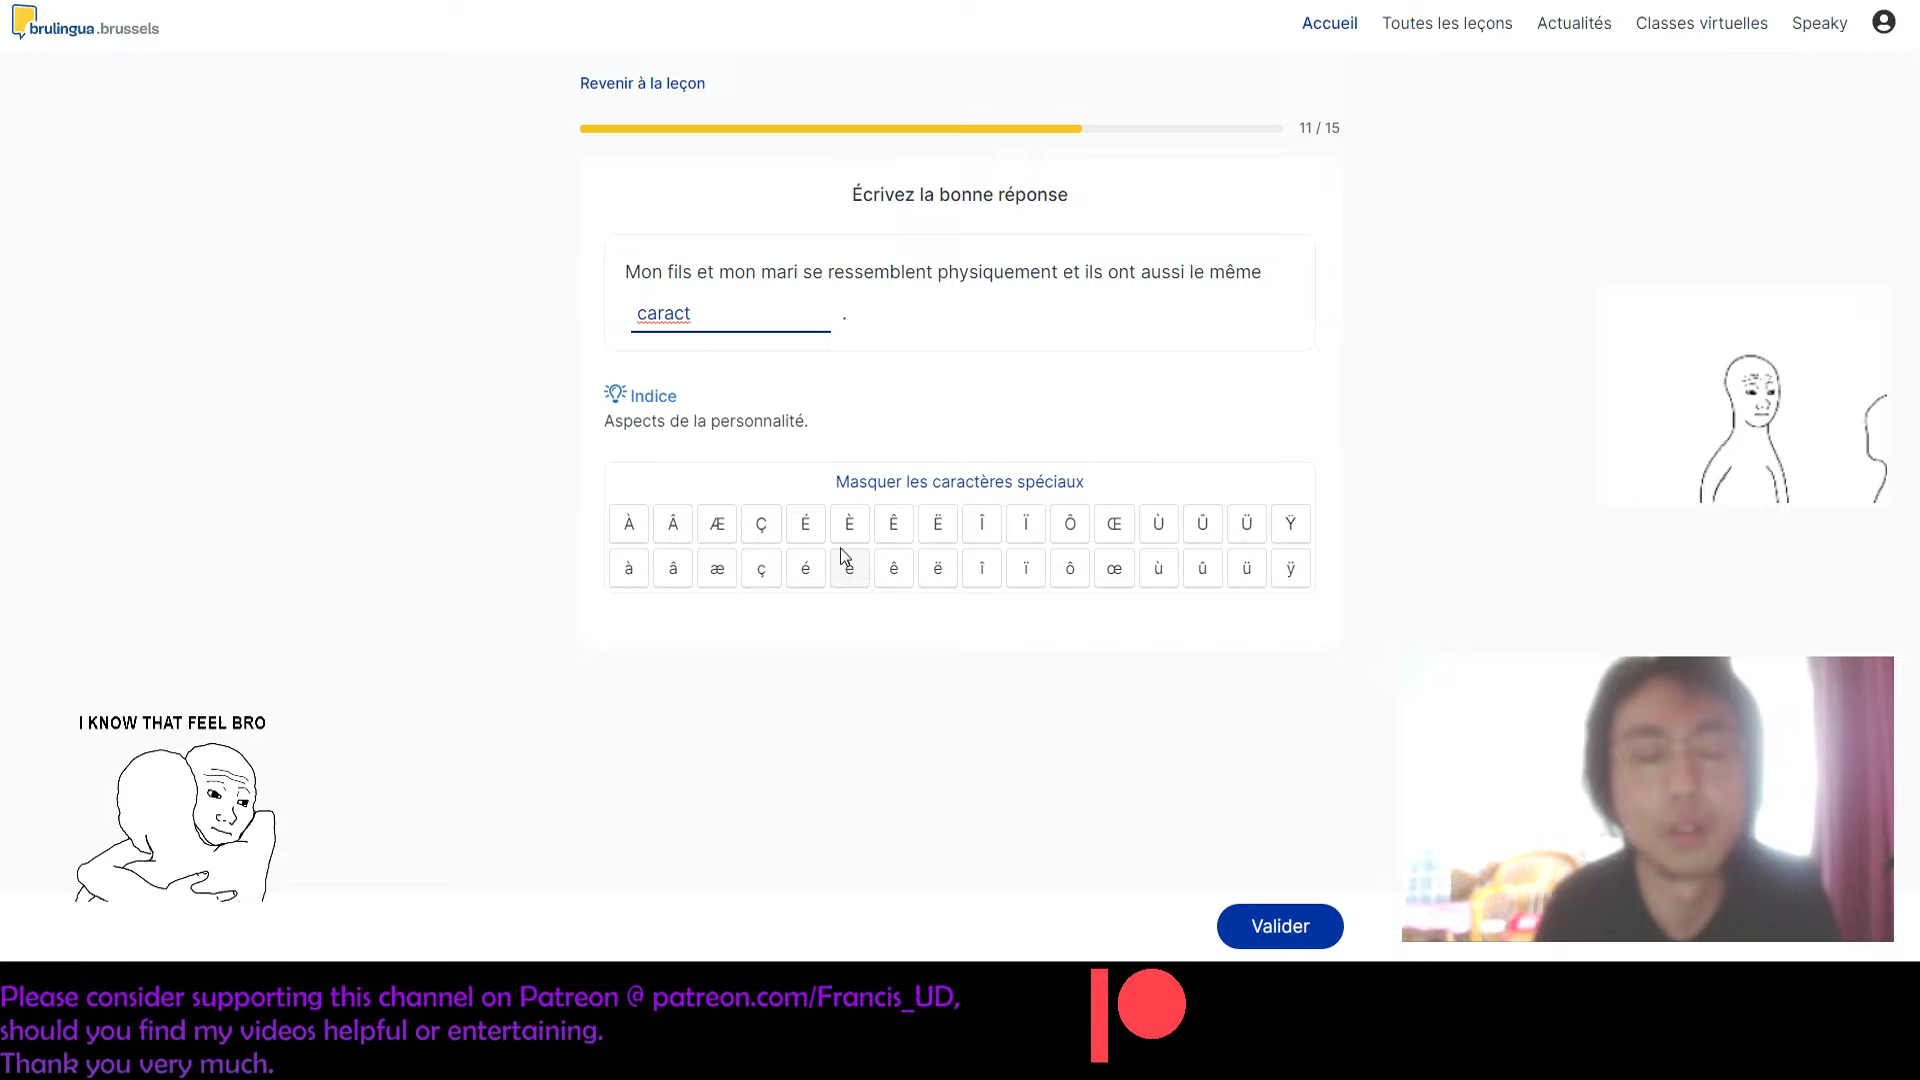 brulingua.brussels
Accueil Toutes les leçons Actualités Classes virtuelles Speaky
Revenir à la leçon
11 / 15
Écrivez la bonne réponse
Mon fils et mon mari se ressemblent physiquement et ils ont aussi le même
caract .
Indice
Aspects de la personnalité.
Masquer les caractères spéciaux
À Â Æ Ç É È Ê Ë Î Ï Ô Œ Ù Û Ü Ÿ
à â æ ç é è ê ë î ï ô œ ù û ü ÿ
I KNOW THAT FEEL BRO
Valider
Please consider supporting this channel on Patreon @ patreon.com/Francis_UD,
should you find my videos helpful or entertaining.
Thank you very much.